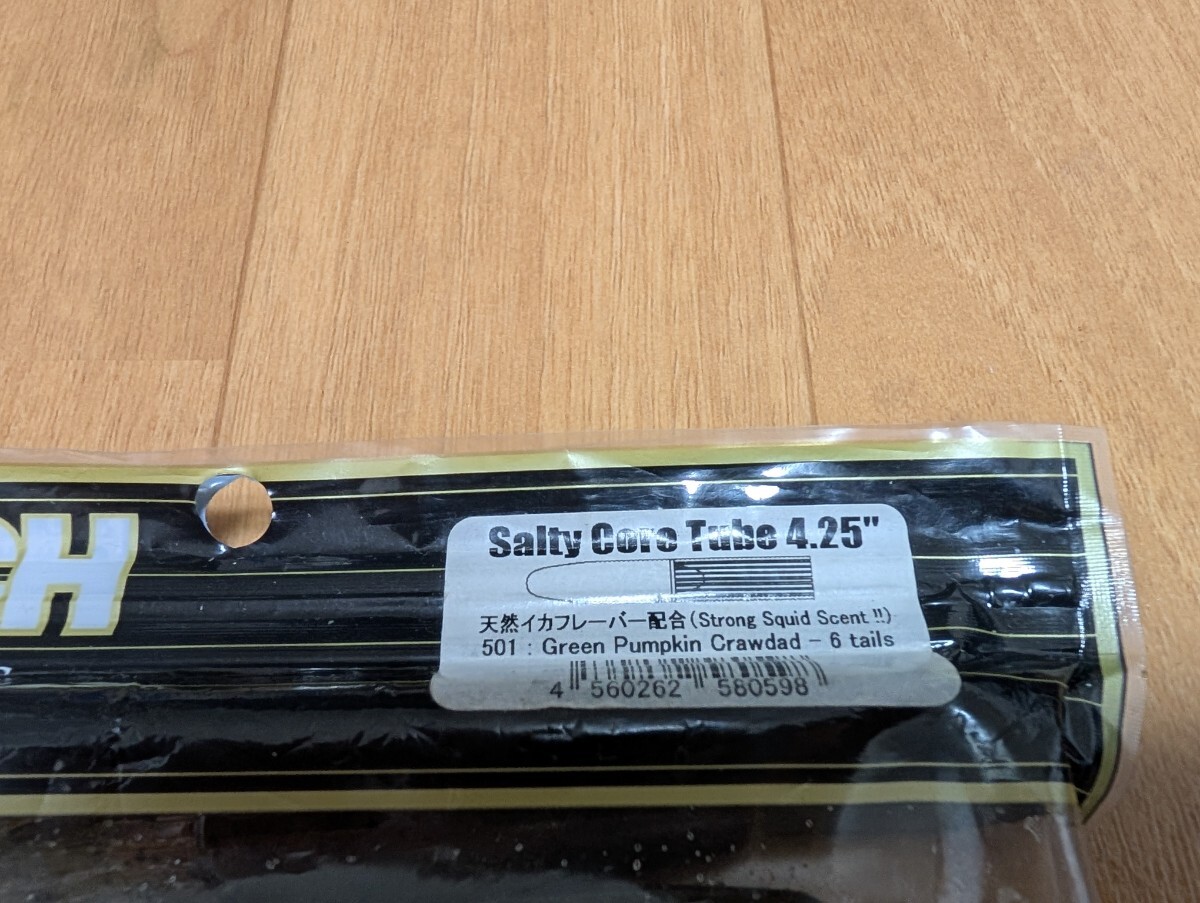 Salty Core Tube 4.25"
天然イカフレーバー配合(Strong Squid Scent !!)
501 : Green Pumpkin Crawdad - 6 tails
4 560262 580598